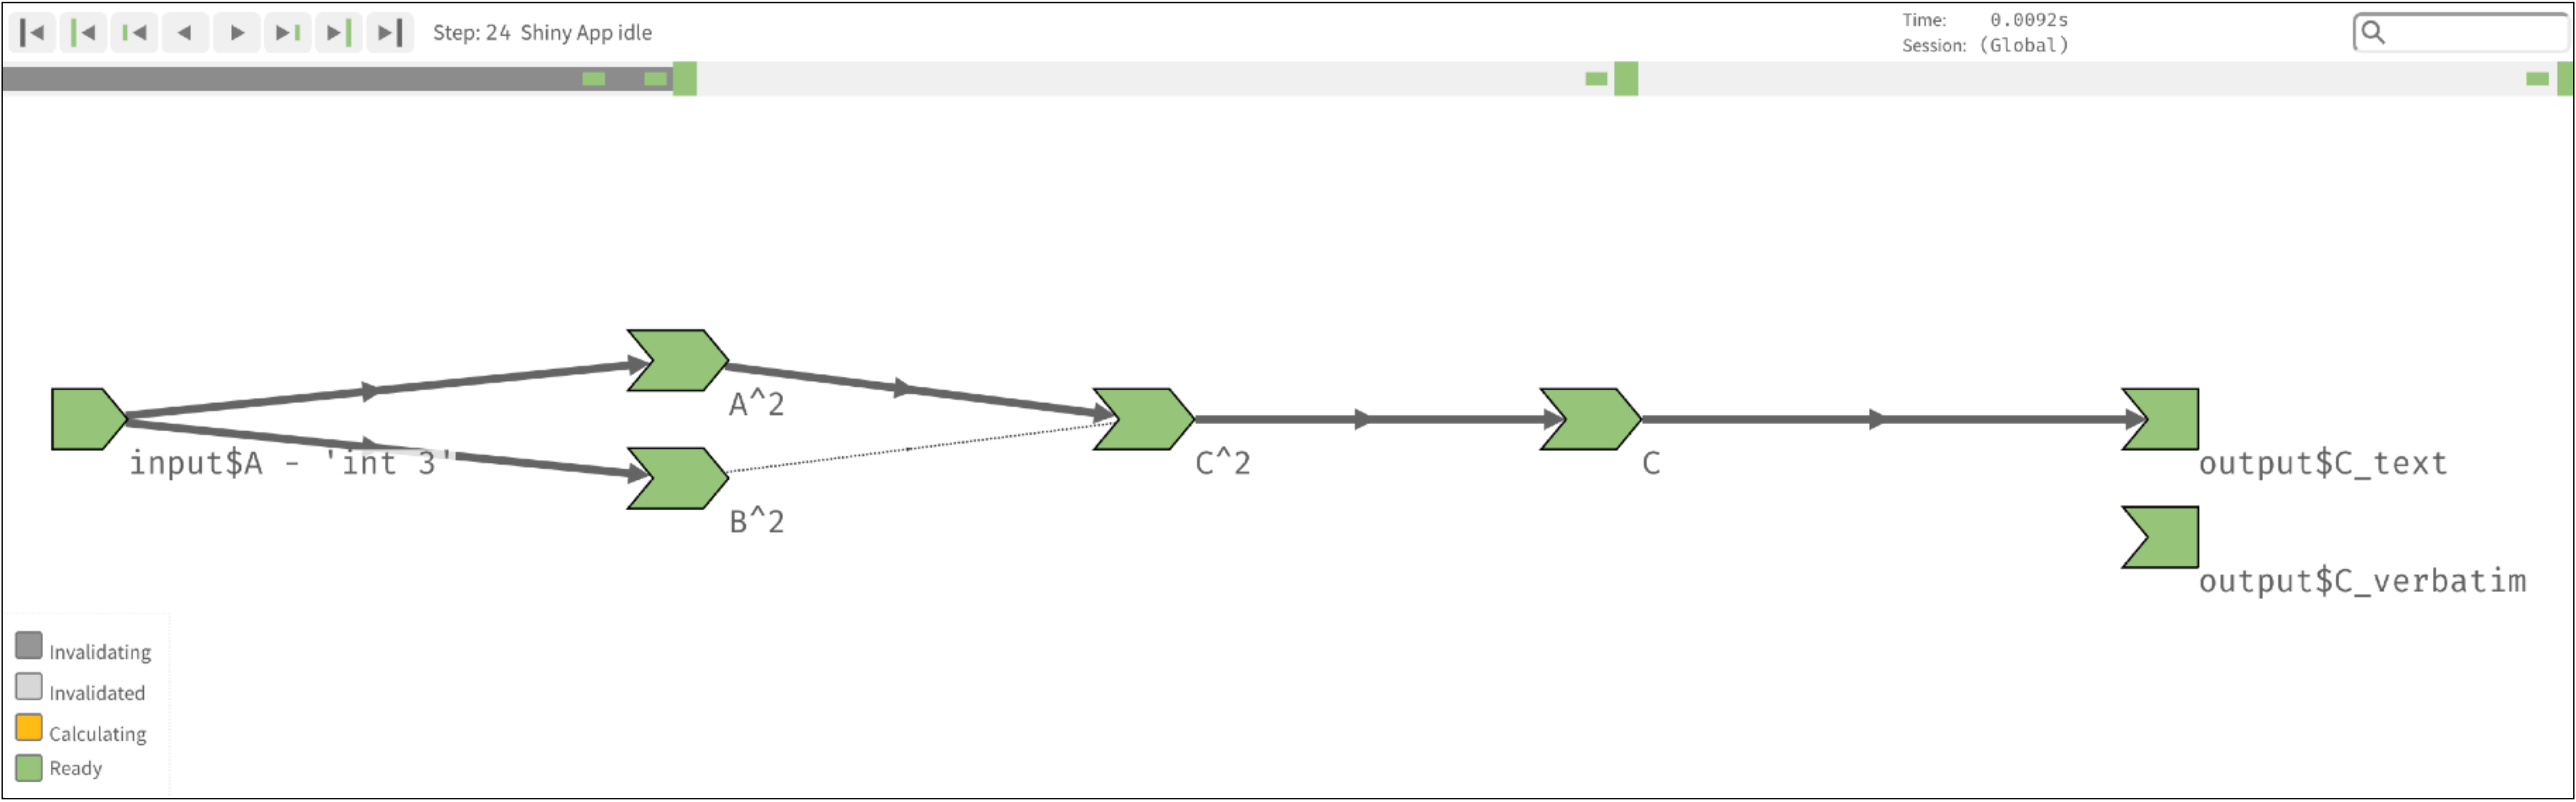 Step: 24 Shiny App idle
Time: 0.0092s
Session: (Global)
A^2
input$A - 'int 3'
C^2
C
output$C_text
B^2
output$C_verbatim
Invalidating
Invalidated
Calculating
Ready